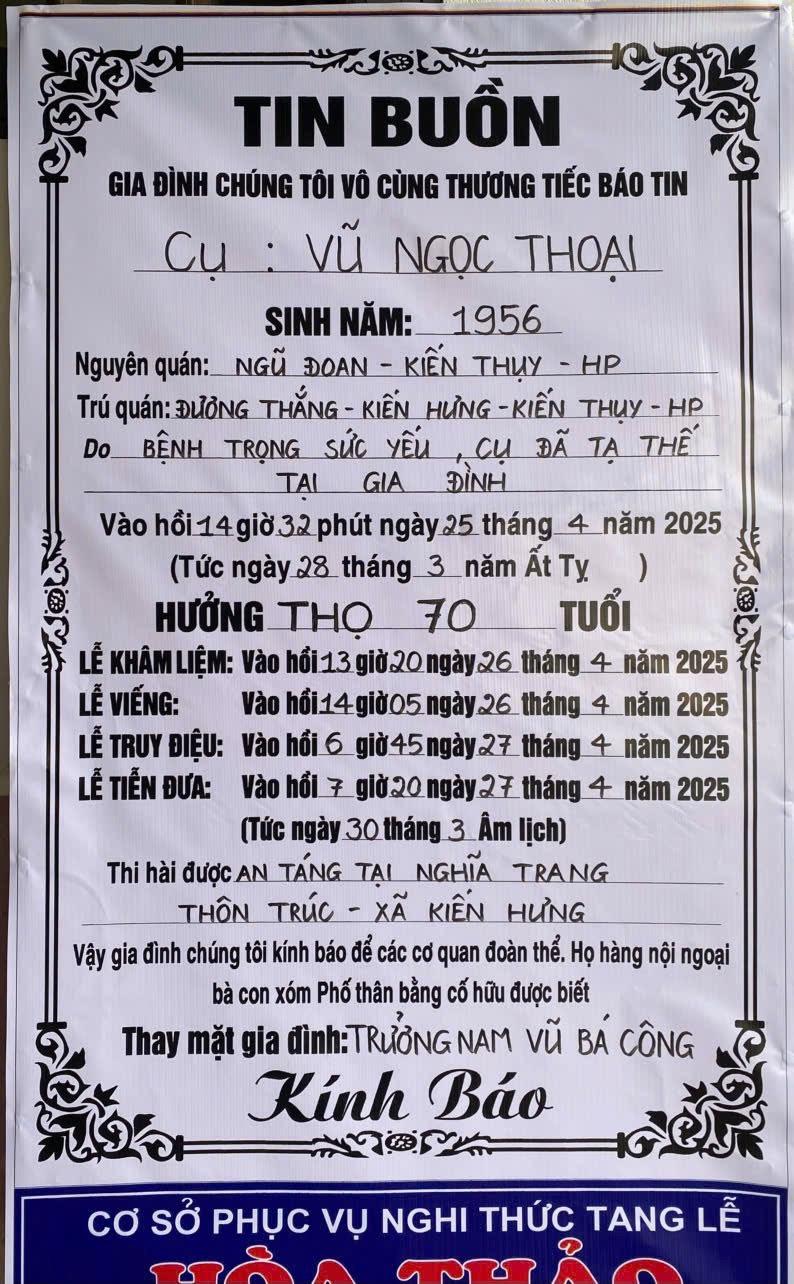 TIN BUỒN
GIA ĐÌNH CHÚNG TÔI VÔ CÙNG THƯƠNG TIẾC BÁO TIN
Cụ : VŨ NGỌC THOẠI
SINH NĂM: 1956
Nguyên quán: NGŨ ĐOAN - KIẾN THỤY - HP
Trú quán: ĐƯỜNG THẮNG - KIẾN HƯNG - KIẾN THỤY - HP
Do BỆNH TRỌNG SỨC YẾU , CỤ ĐÃ TẠ THẾ
TẠI GIA ĐÌNH
Vào hồi 14 giờ 32 phút ngày 25 tháng 4 năm 2025
(Tức ngày 28 tháng 3 năm Ất Tỵ )
HƯỞNG THỌ 70 TUỔI
LỄ KHÂM LIỆM: Vào hồi 13 giờ 20 ngày 26 tháng 4 năm 2025
LỄ VIẾNG: Vào hồi 14 giờ 05 ngày 26 tháng 4 năm 2025
LỄ TRUY ĐIỆU: Vào hồi 6 giờ 45 ngày 27 tháng 4 năm 2025
LỄ TIỄN ĐƯA: Vào hồi 7 giờ 20 ngày 27 tháng 4 năm 2025
(Tức ngày 30 tháng 3 Âm lịch)
Thi hài được AN TÁNG TẠI NGHĨA TRANG
THÔN TRÚC - XÃ KIẾN HƯNG
Vậy gia đình chúng tôi kính báo để các cơ quan đoàn thể. Họ hàng nội ngoại
bà con xóm Phố thân bằng cố hữu được biết
Thay mặt gia đình: TRƯỞNG NAM VŨ BÁ CÔNG
Kính Báo
CƠ SỞ PHỤC VỤ NGHI THỨC TANG LỄ
HÒA THẢO